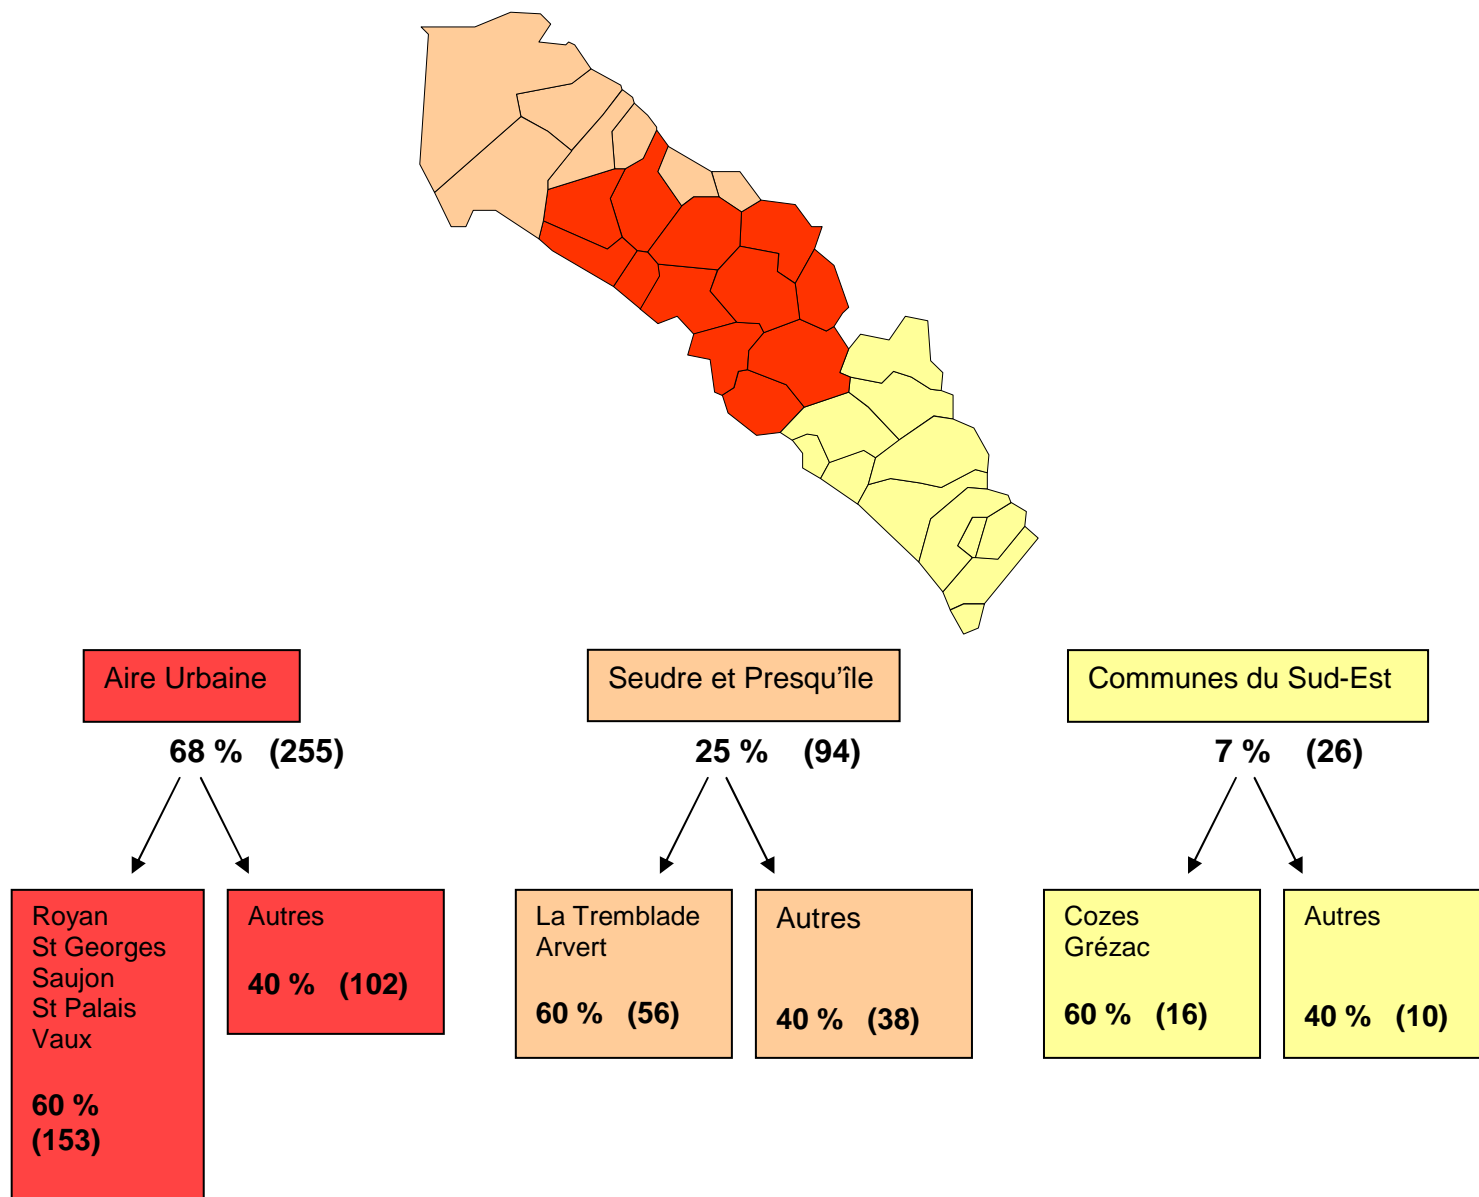 Aire Urbaine
68 % (255)
Royan
St Georges
Saujon
St Palais
Vaux
60 %
(153)
Autres
40 % (102)
Seudre et Presqu’île
25 % (94)
La Tremblade
Arvert
60 % (56)
Autres
40 % (38)
Communes du Sud-Est
7 % (26)
Cozes
Grézac
60 % (16)
Autres
40 % (10)